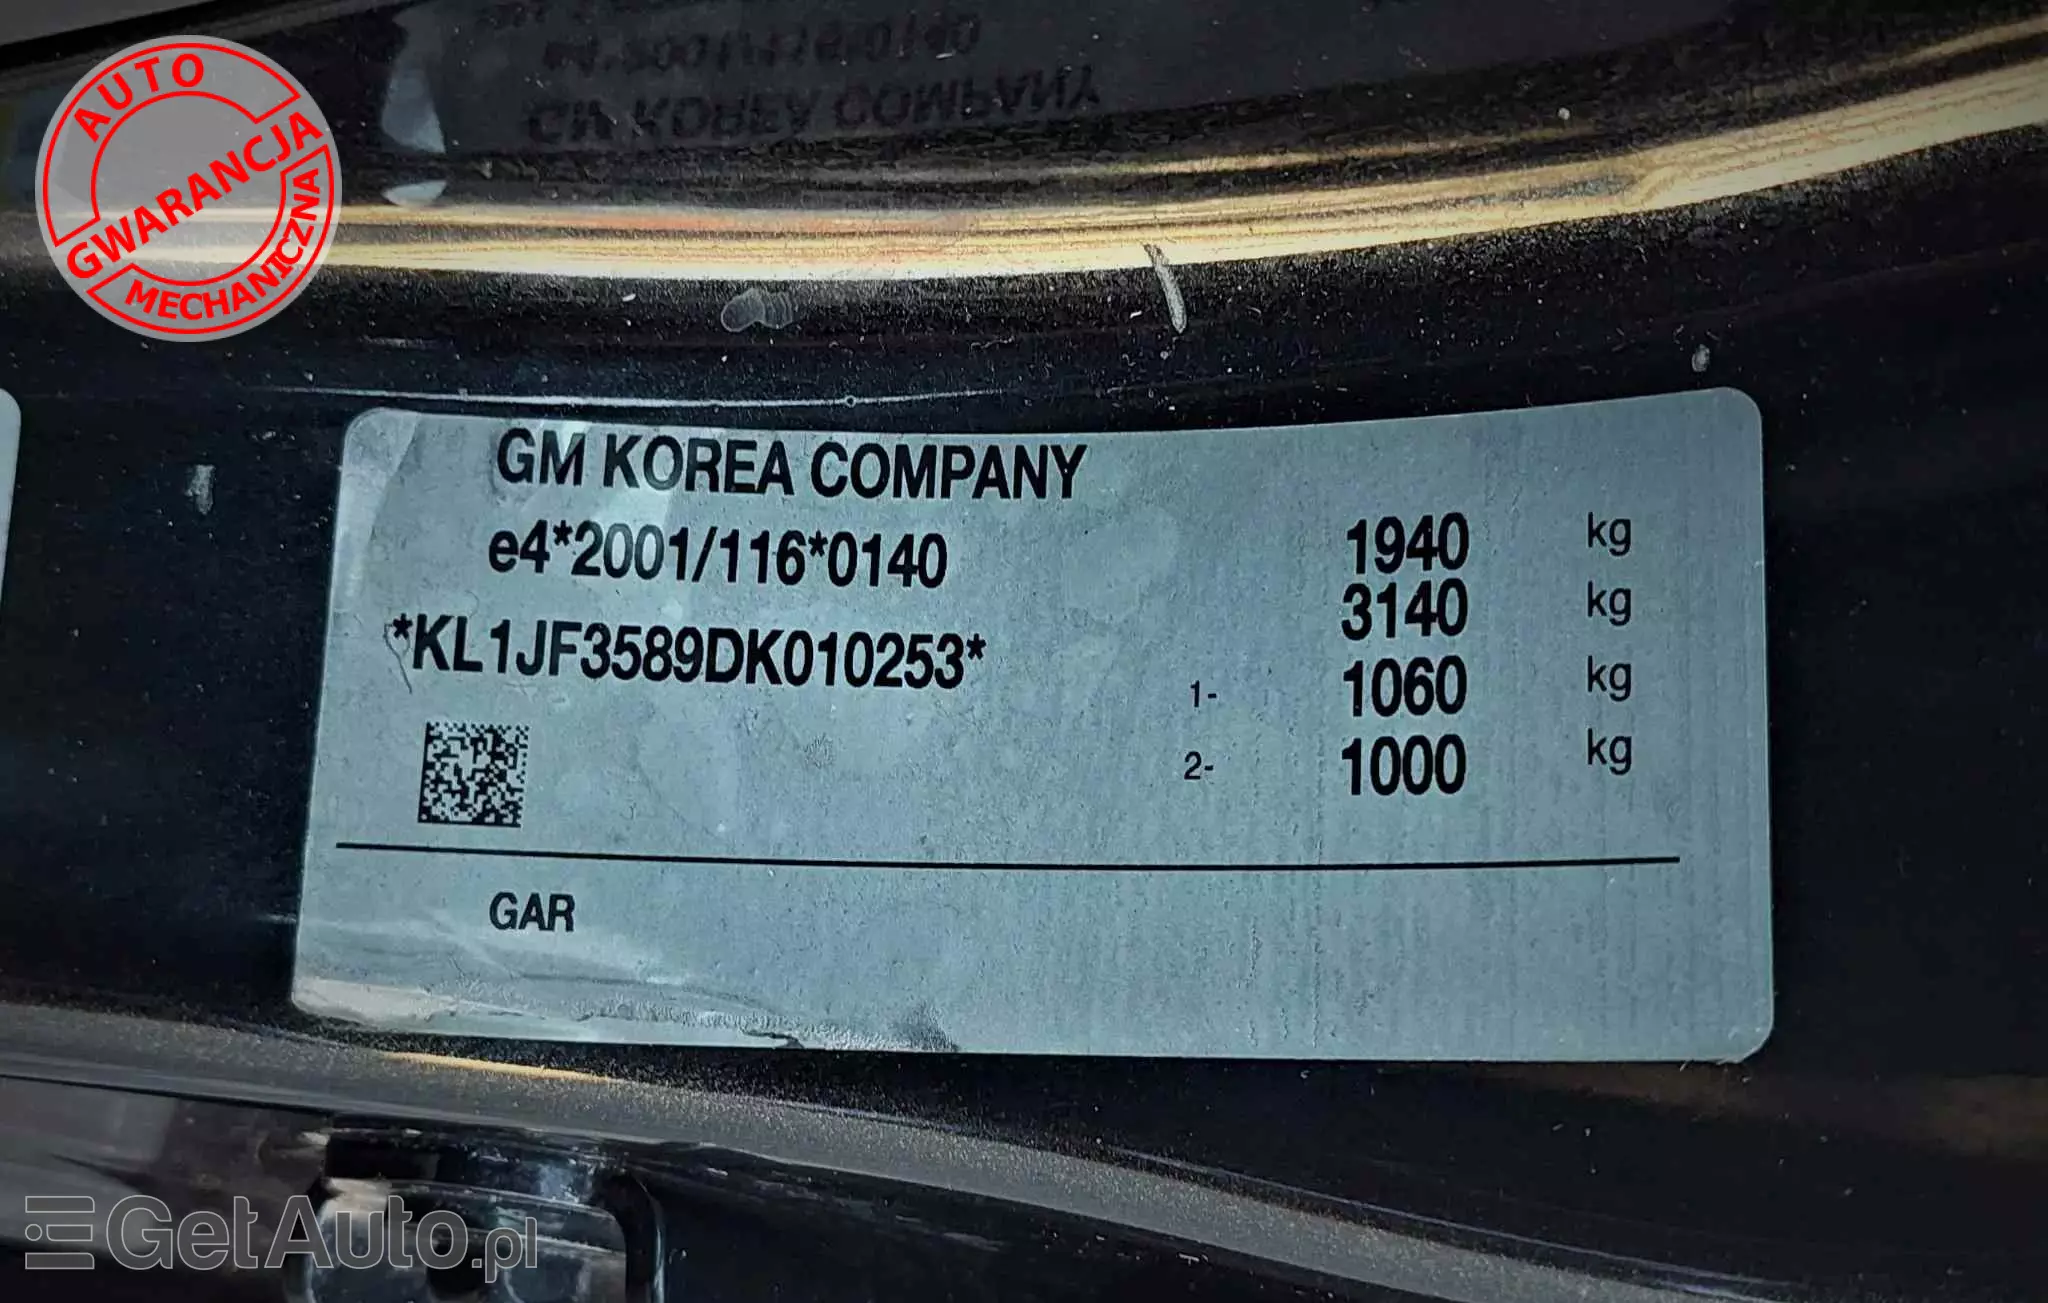 AUTO
GWARANCJA
MECHANICZNA
GM KOREA COMPANY
e4*2001/116*0140
*KL1JF3589DK010253*
1940 kg
3140 kg
1- 1060 kg
2- 1000 kg
GAR
GetAuto.pl